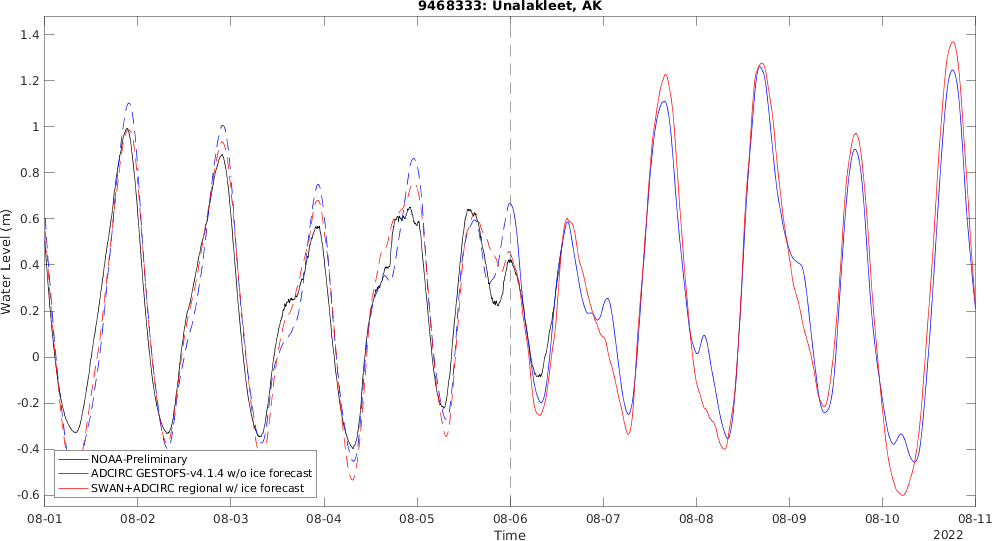 9468333: Unalakleet, AK
Water Level (m)
1.4
1.2
1
0.8
0.6
0.4
0.2
0
-0.2
-0.4
-0.6
NOAA-Preliminary
ADCIRC GESTOFS-v4.1.4 w/o ice forecast
SWAN+ADCIRC regional w/ ice forecast
08-01 08-02 08-03 08-04 08-05 08-06 08-07 08-08 08-09 08-10 08-11
Time
2022